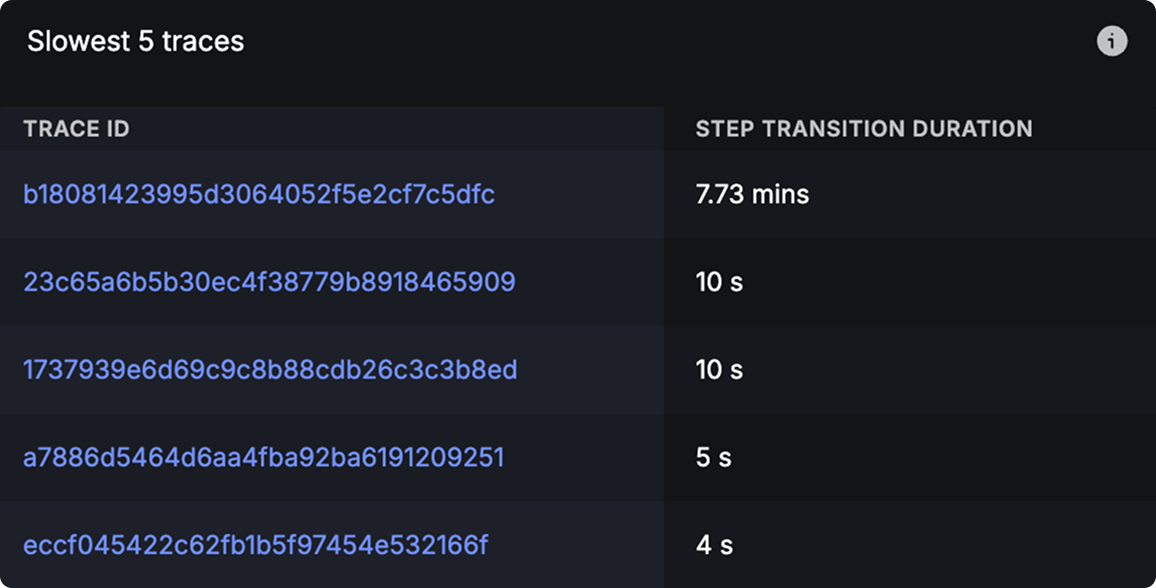 Slowest 5 traces
TRACE ID STEP TRANSITION DURATION
b18081423995d3064052f5e2cf7c5dfc 7.73 mins
23c65a6b5b30ec4f38779b8918465909 10 s
1737939e6d69c9c8b88cdb26c3c3b8ed 10 s
a7886d5464d6aa4fba92ba6191209251 5 s
eccf045422c62fb1b5f97454e532166f 4 s